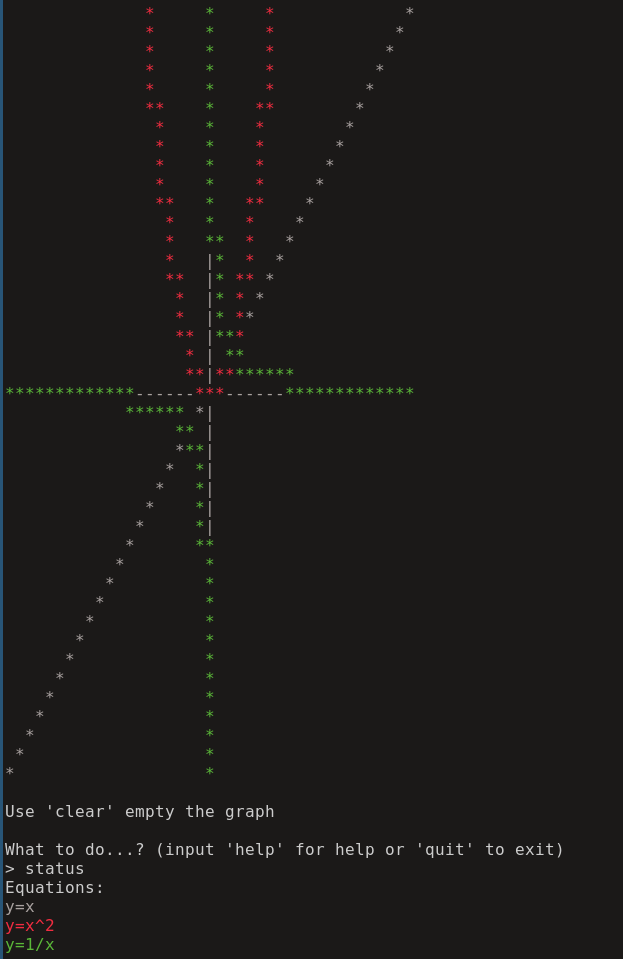 Use 'clear' empty the graph
What to do...? (input 'help' for help or 'quit' to exit)
> status
Equations:
y=x
y=x^2
y=1/x